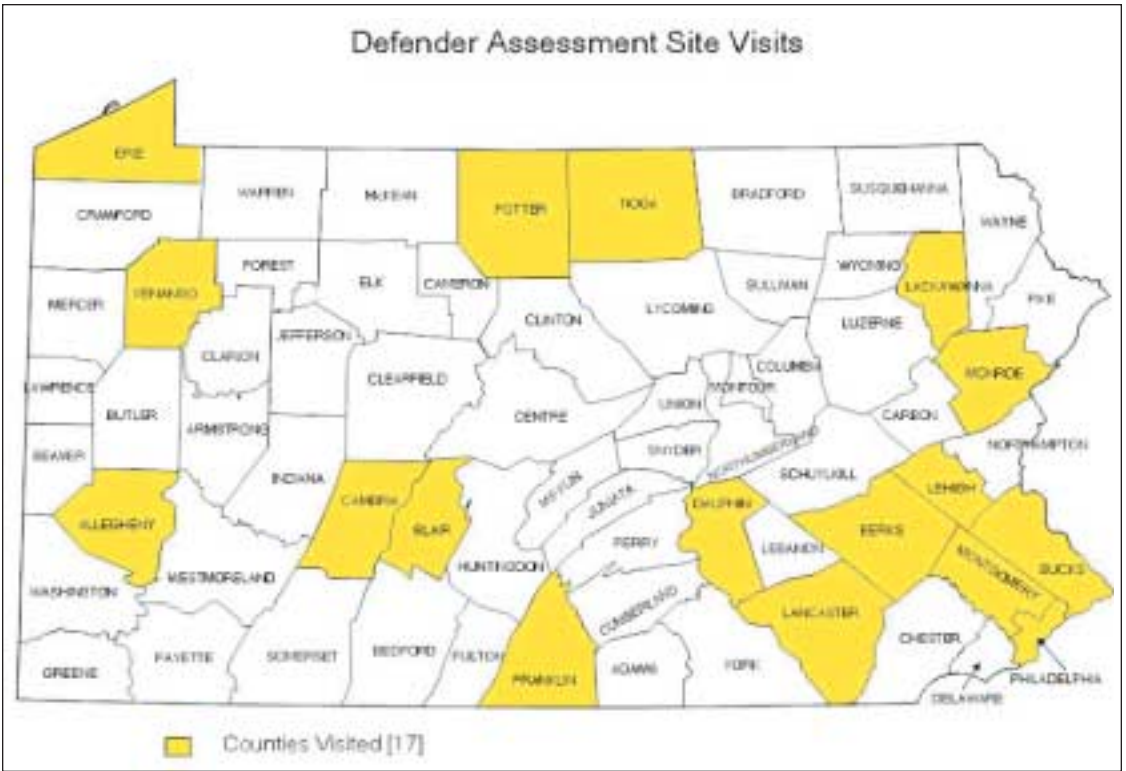 Defender Assessment Site Visits
ERIE
CRAWFORD
WARREN
McKEAN
POTTER
TIOGA
BRADFORD
SUSQUEHANNA
WAYNE
MERCER
VENANGO
FOREST
ELK
CAMERON
CLINTON
LYCOMING
SULLIVAN
WYOMING
LACKAWANNA
PIKE
LAWRENCE
BUTLER
CLARION
JEFFERSON
CLEARFIELD
CENTRE
UNION
MONTOUR
COLUMBIA
LUZERNE
MONROE
BEAVER
ARMSTRONG
INDIANA
SNYDER
NORTHUMBERLAND
SCHUYLKILL
CARBON
NORTHAMPTON
ALLEGHENY
CAMBRIA
BLAIR
MIFFLIN
JUNIATA
DAUPHIN
LEHIGH
WASHINGTON
WESTMORELAND
HUNTINGDON
PERRY
LEBANON
BERKS
MONTGOMERY
BUCKS
GREENE
FAYETTE
SOMERSET
BEDFORD
FULTON
FRANKLIN
CUMBERLAND
ADAMS
YORK
LANCASTER
CHESTER
DELAWARE
PHILADELPHIA
Counties Visited [17]